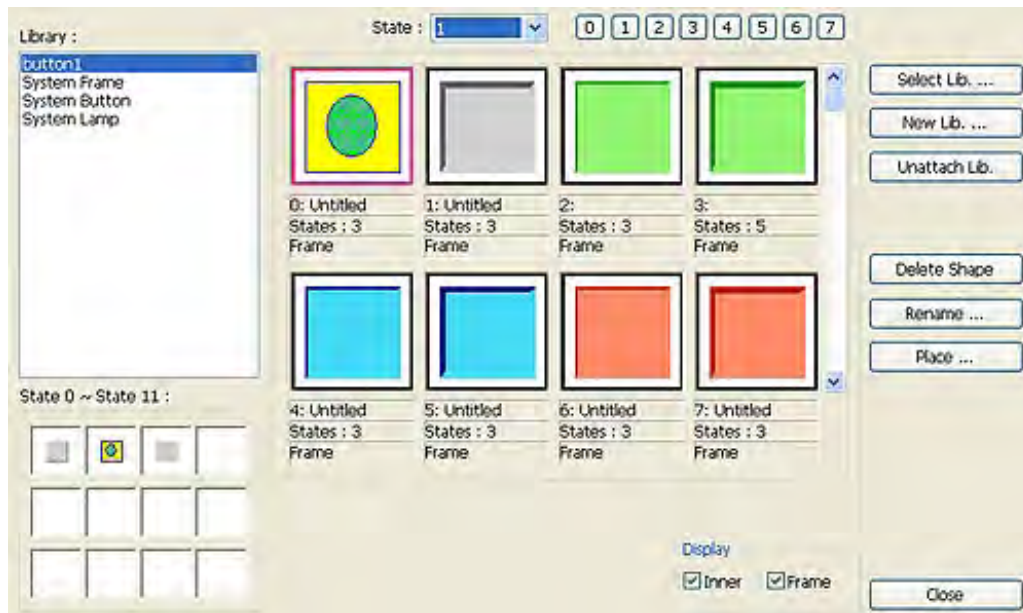 Library :
State : 1
0 1 2 3 4 5 6 7
button1
System Frame
System Button
System Lamp
Select Lib. ...
New Lib. ...
Unattach Lib.
0: Untitled
States : 3
Frame
1: Untitled
States : 3
Frame
2:
States : 3
Frame
3:
States : 5
Frame
Delete Shape
Rename ...
Place ...
4: Untitled
States : 3
Frame
5: Untitled
States : 3
Frame
6: Untitled
States : 3
Frame
7: Untitled
States : 3
Frame
State 0 ~ State 11 :
Display
Inner
Frame
Close